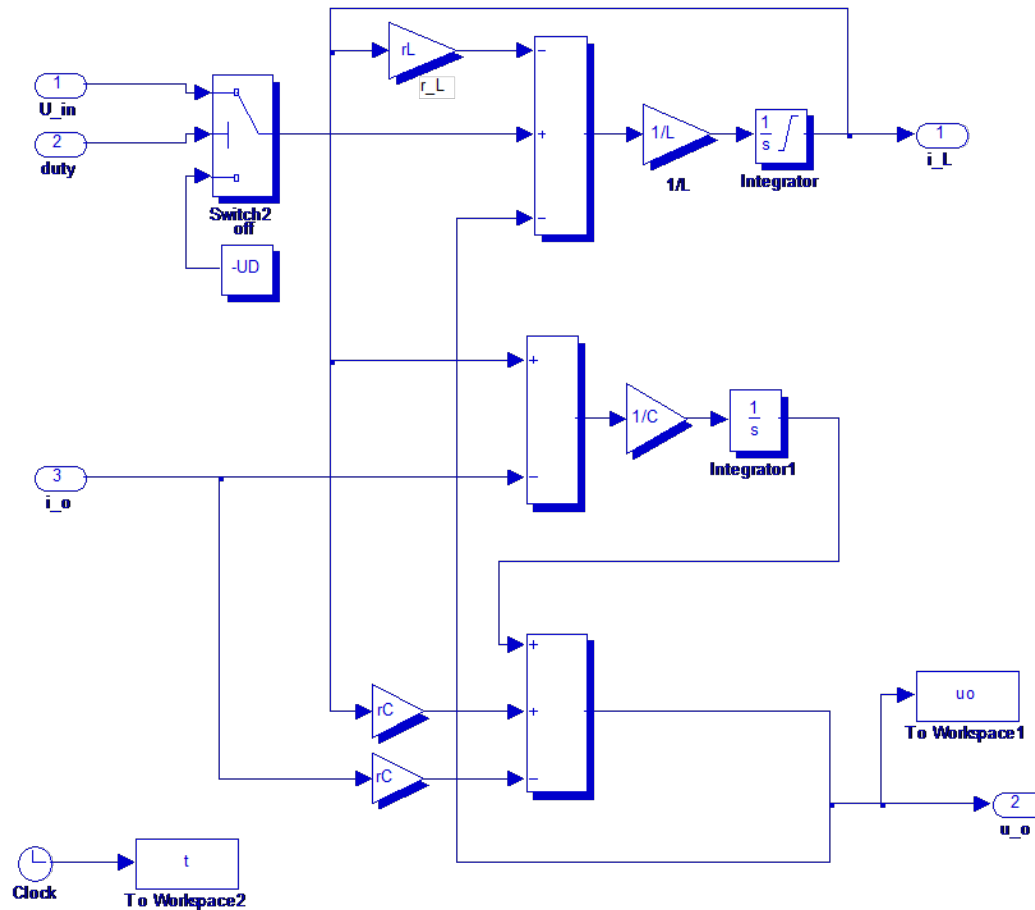 rL
r_L
−
+
−
1
U_in
2
duty
Switch2
off
-UD
1/L
1/L
1
s
Integrator
1
i_L
+
−
1/C
1
s
Integrator1
3
i_o
+
+
−
rC
rC
uo
To Workspace1
2
u_o
Clock
t
To Workspace2